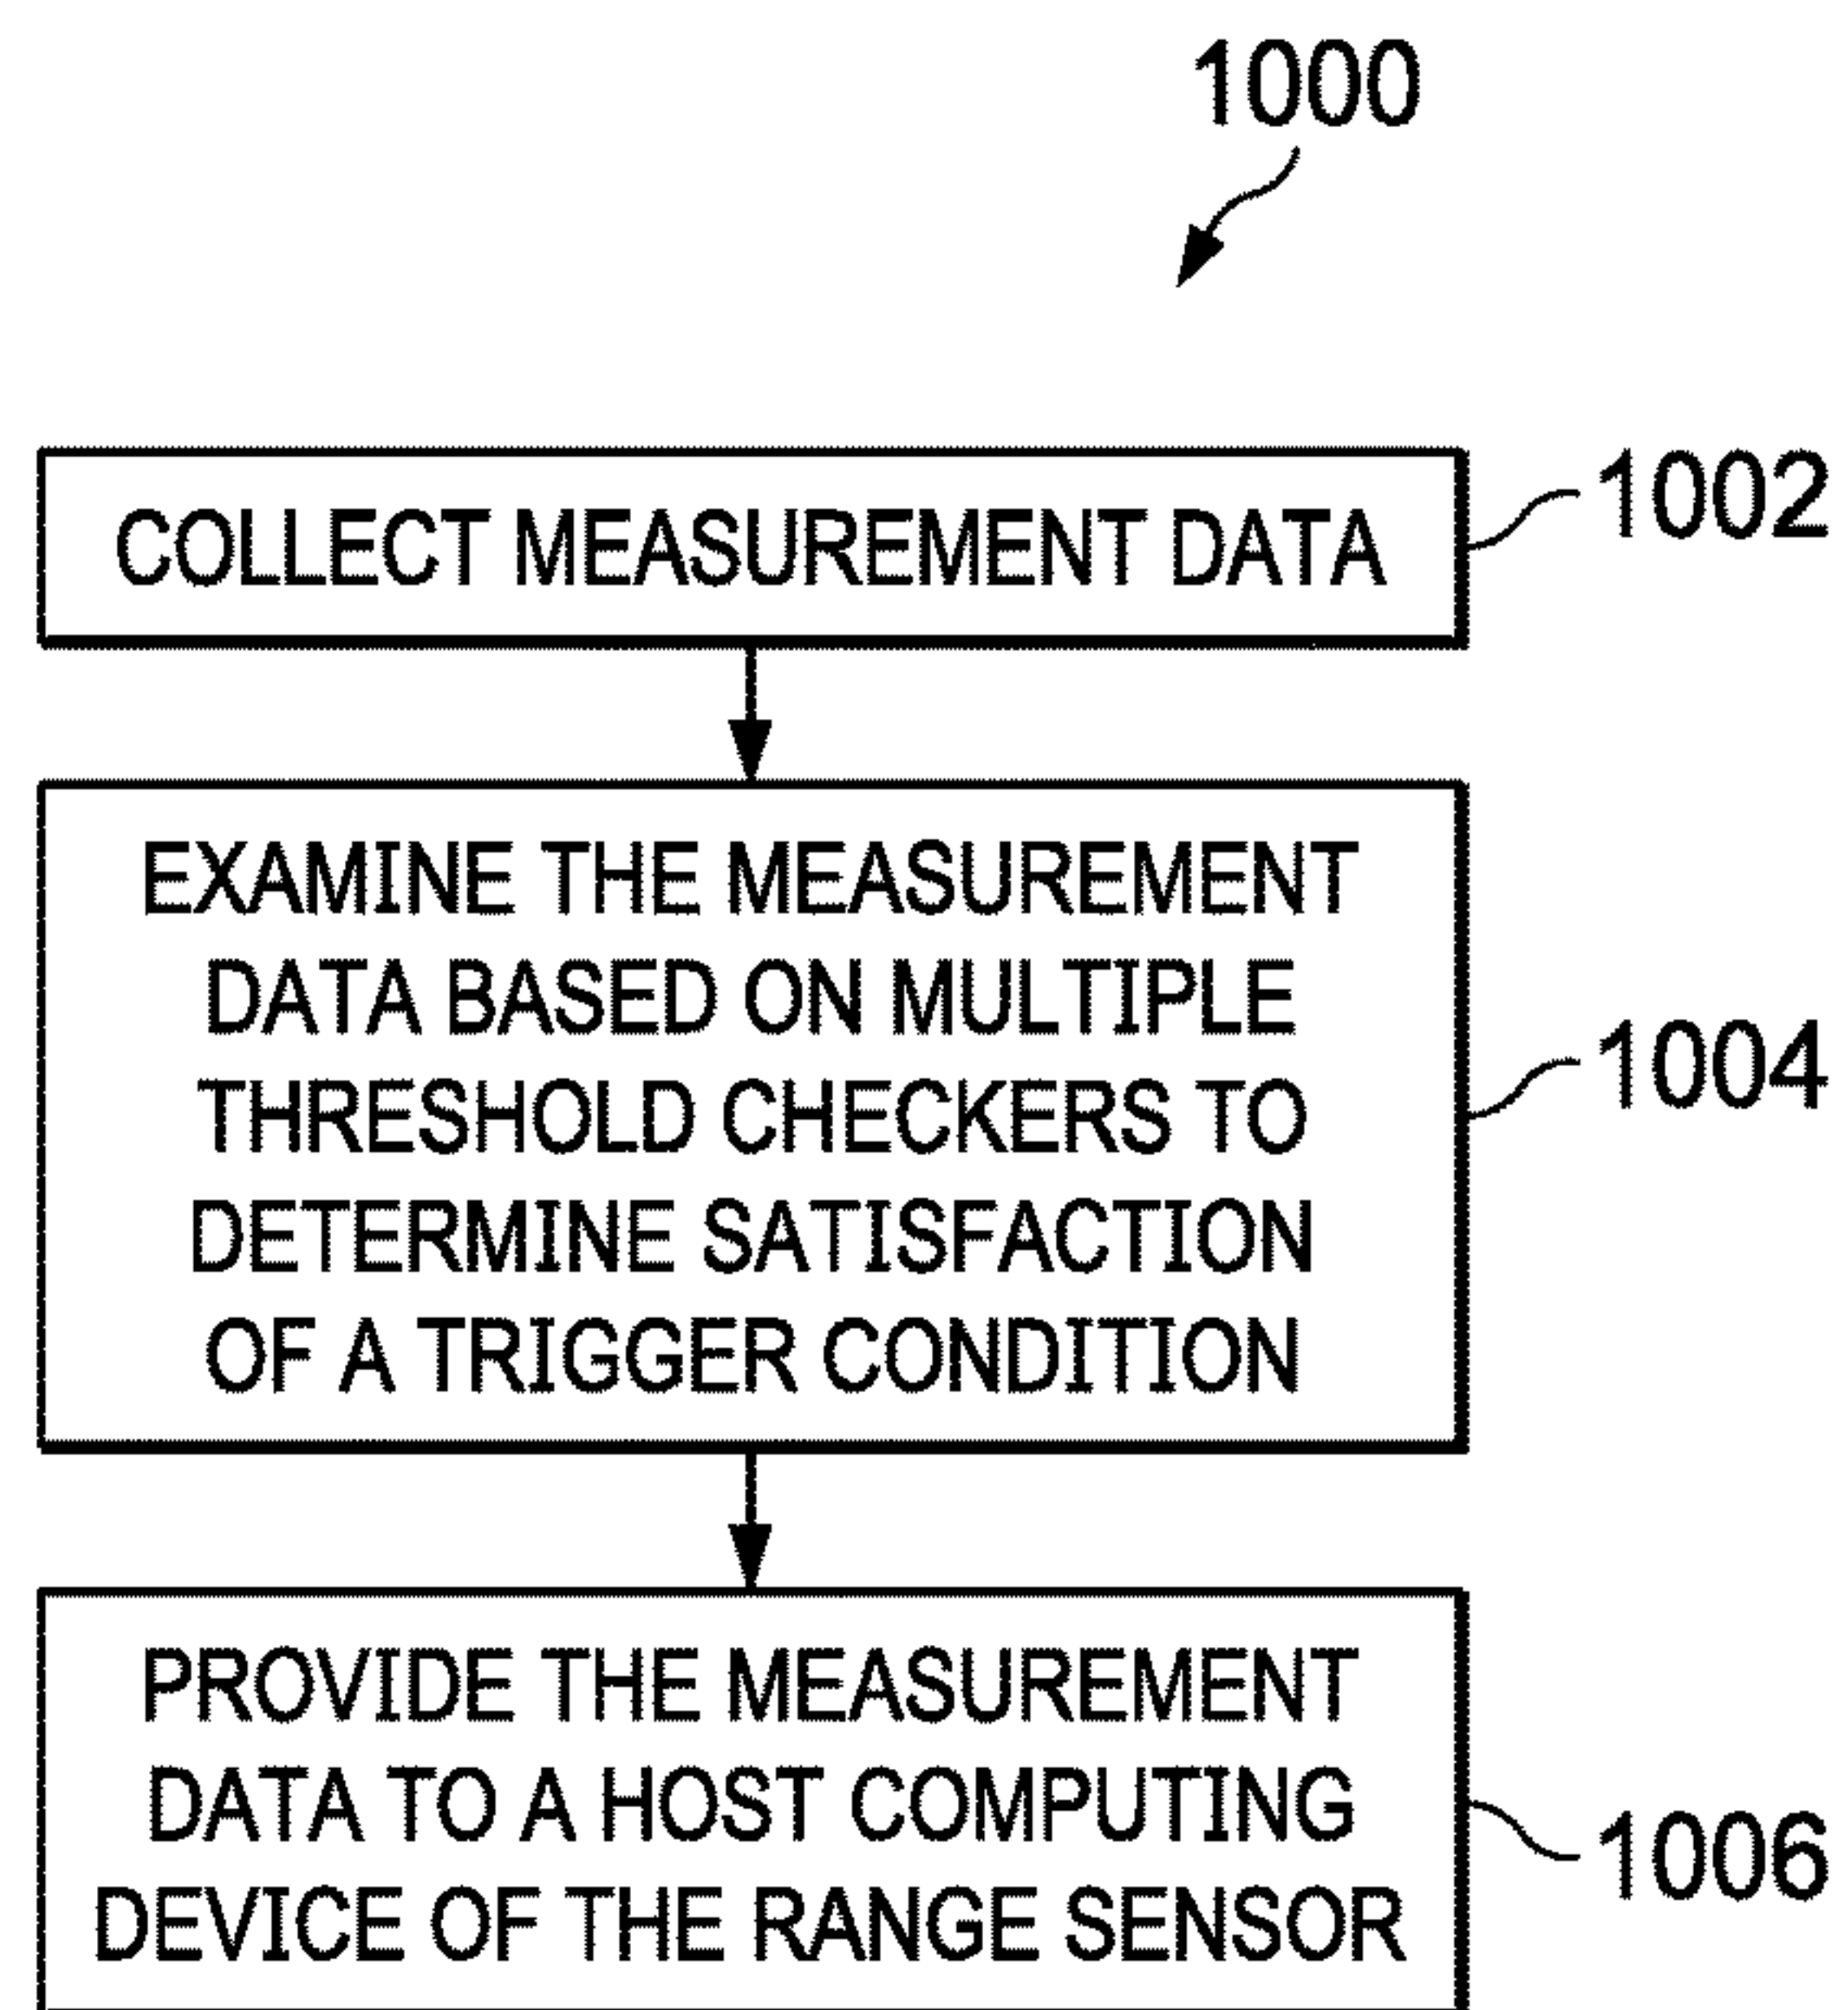 1000
COLLECT MEASUREMENT DATA
1002
EXAMINE THE MEASUREMENT
DATA BASED ON MULTIPLE
THRESHOLD CHECKERS TO
DETERMINE SATISFACTION
OF A TRIGGER CONDITION
1004
PROVIDE THE MEASUREMENT
DATA TO A HOST COMPUTING
DEVICE OF THE RANGE SENSOR
1006